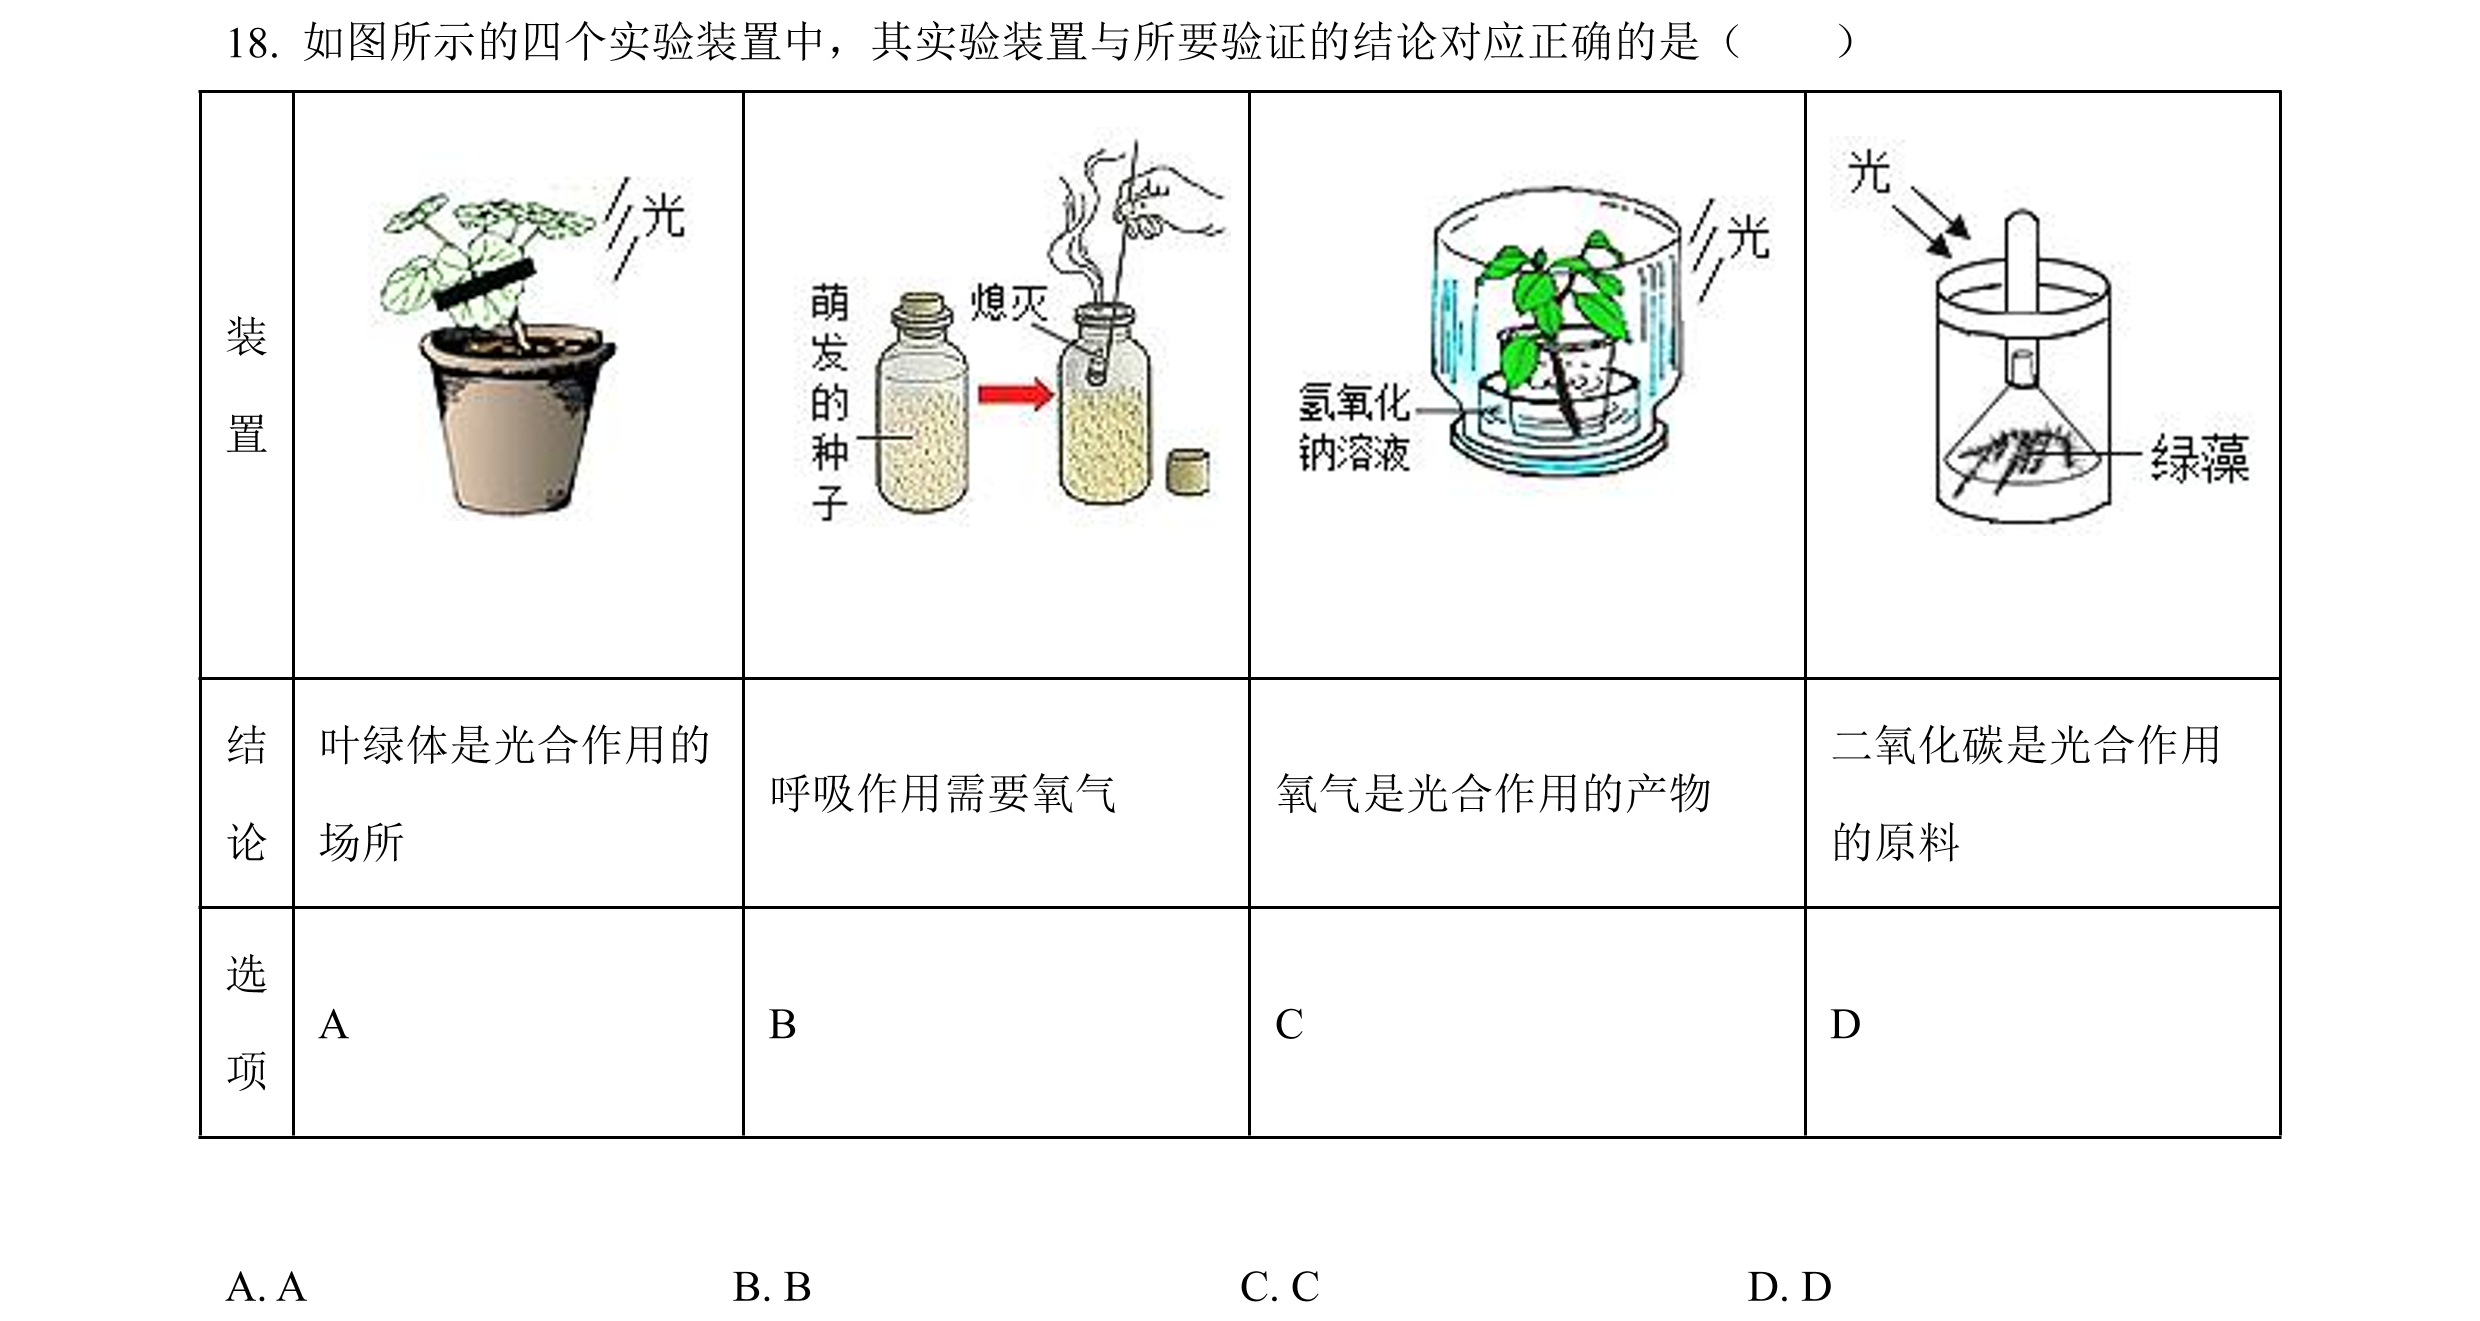 18. 如图所示的四个实验装置中，其实验装置与所要验证的结论对应正确的是（　　）
装置
光
萌发的种子
熄灭
氢氧化钠溶液
光
光
绿藻
结论
叶绿体是光合作用的
场所
呼吸作用需要氧气
氧气是光合作用的产物
二氧化碳是光合作用
的原料
选项
A
B
C
D
A. A
B. B
C. C
D. D